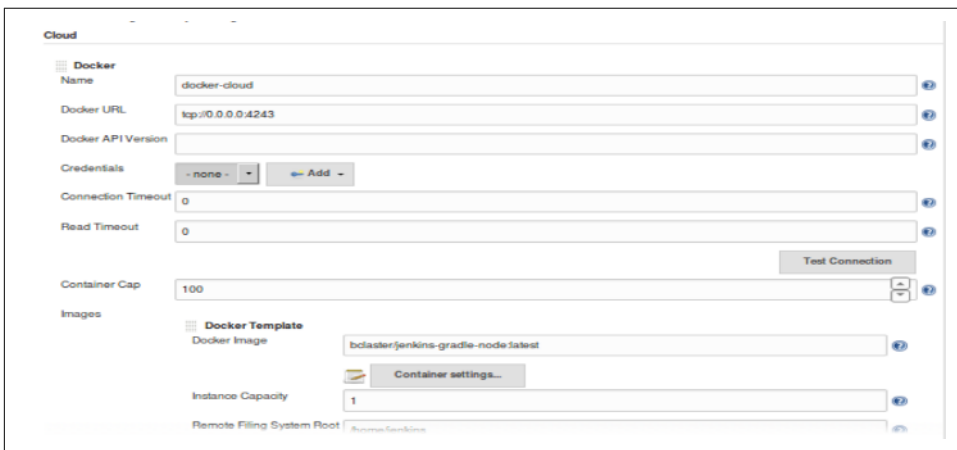 Cloud
Docker
Name docker-cloud
Docker URL tcp://0.0.0.0:4243
Docker API Version
Credentials - none - Add
Connection Timeout 0
Read Timeout 0
Test Connection
Container Cap 100
Images
Docker Template
Docker Image bclaster/jenkins-gradle-node:latest
Container settings...
Instance Capacity 1
Remote Filing System Root /home/jenkins